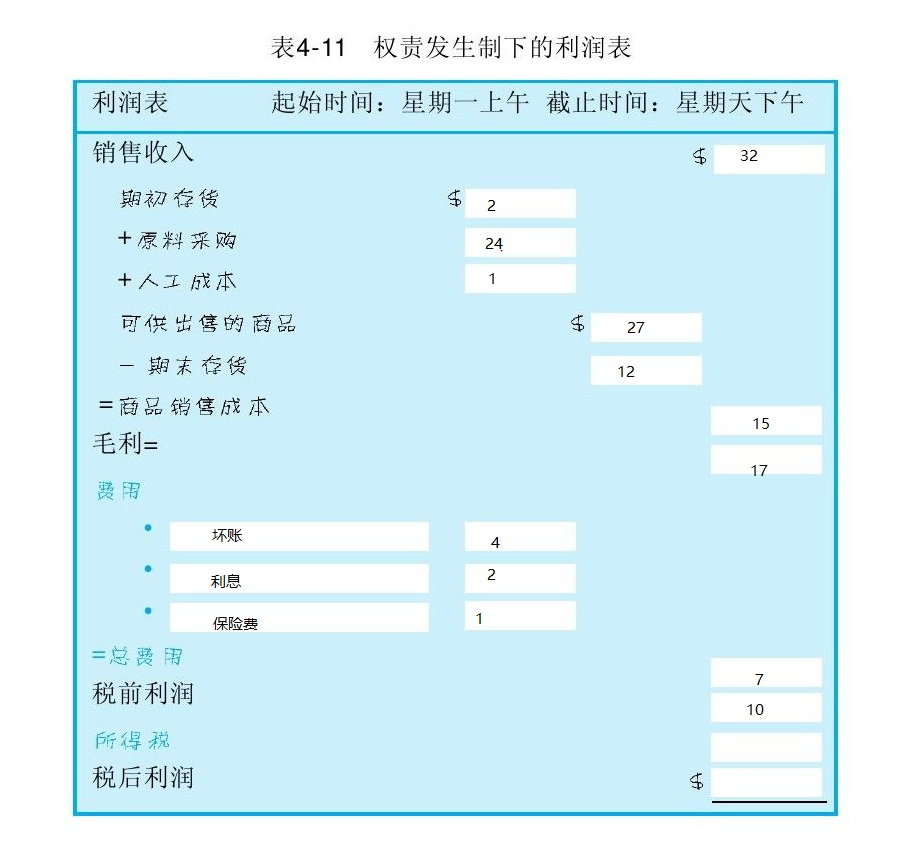 表4-11 权责发生制下的利润表
利润表 起始时间：星期一上午 截止时间：星期天下午
销售收入 $ 32
期初存货 $ 2
+原料采购 24
+人工成本 1
可供出售的商品 $ 27
— 期末存货 12
=商品销售成本 15
毛利= 17
费用
• 坏账 4
• 利息 2
• 保险费 1
=总费用 7
税前利润 10
所得税
税后利润 $